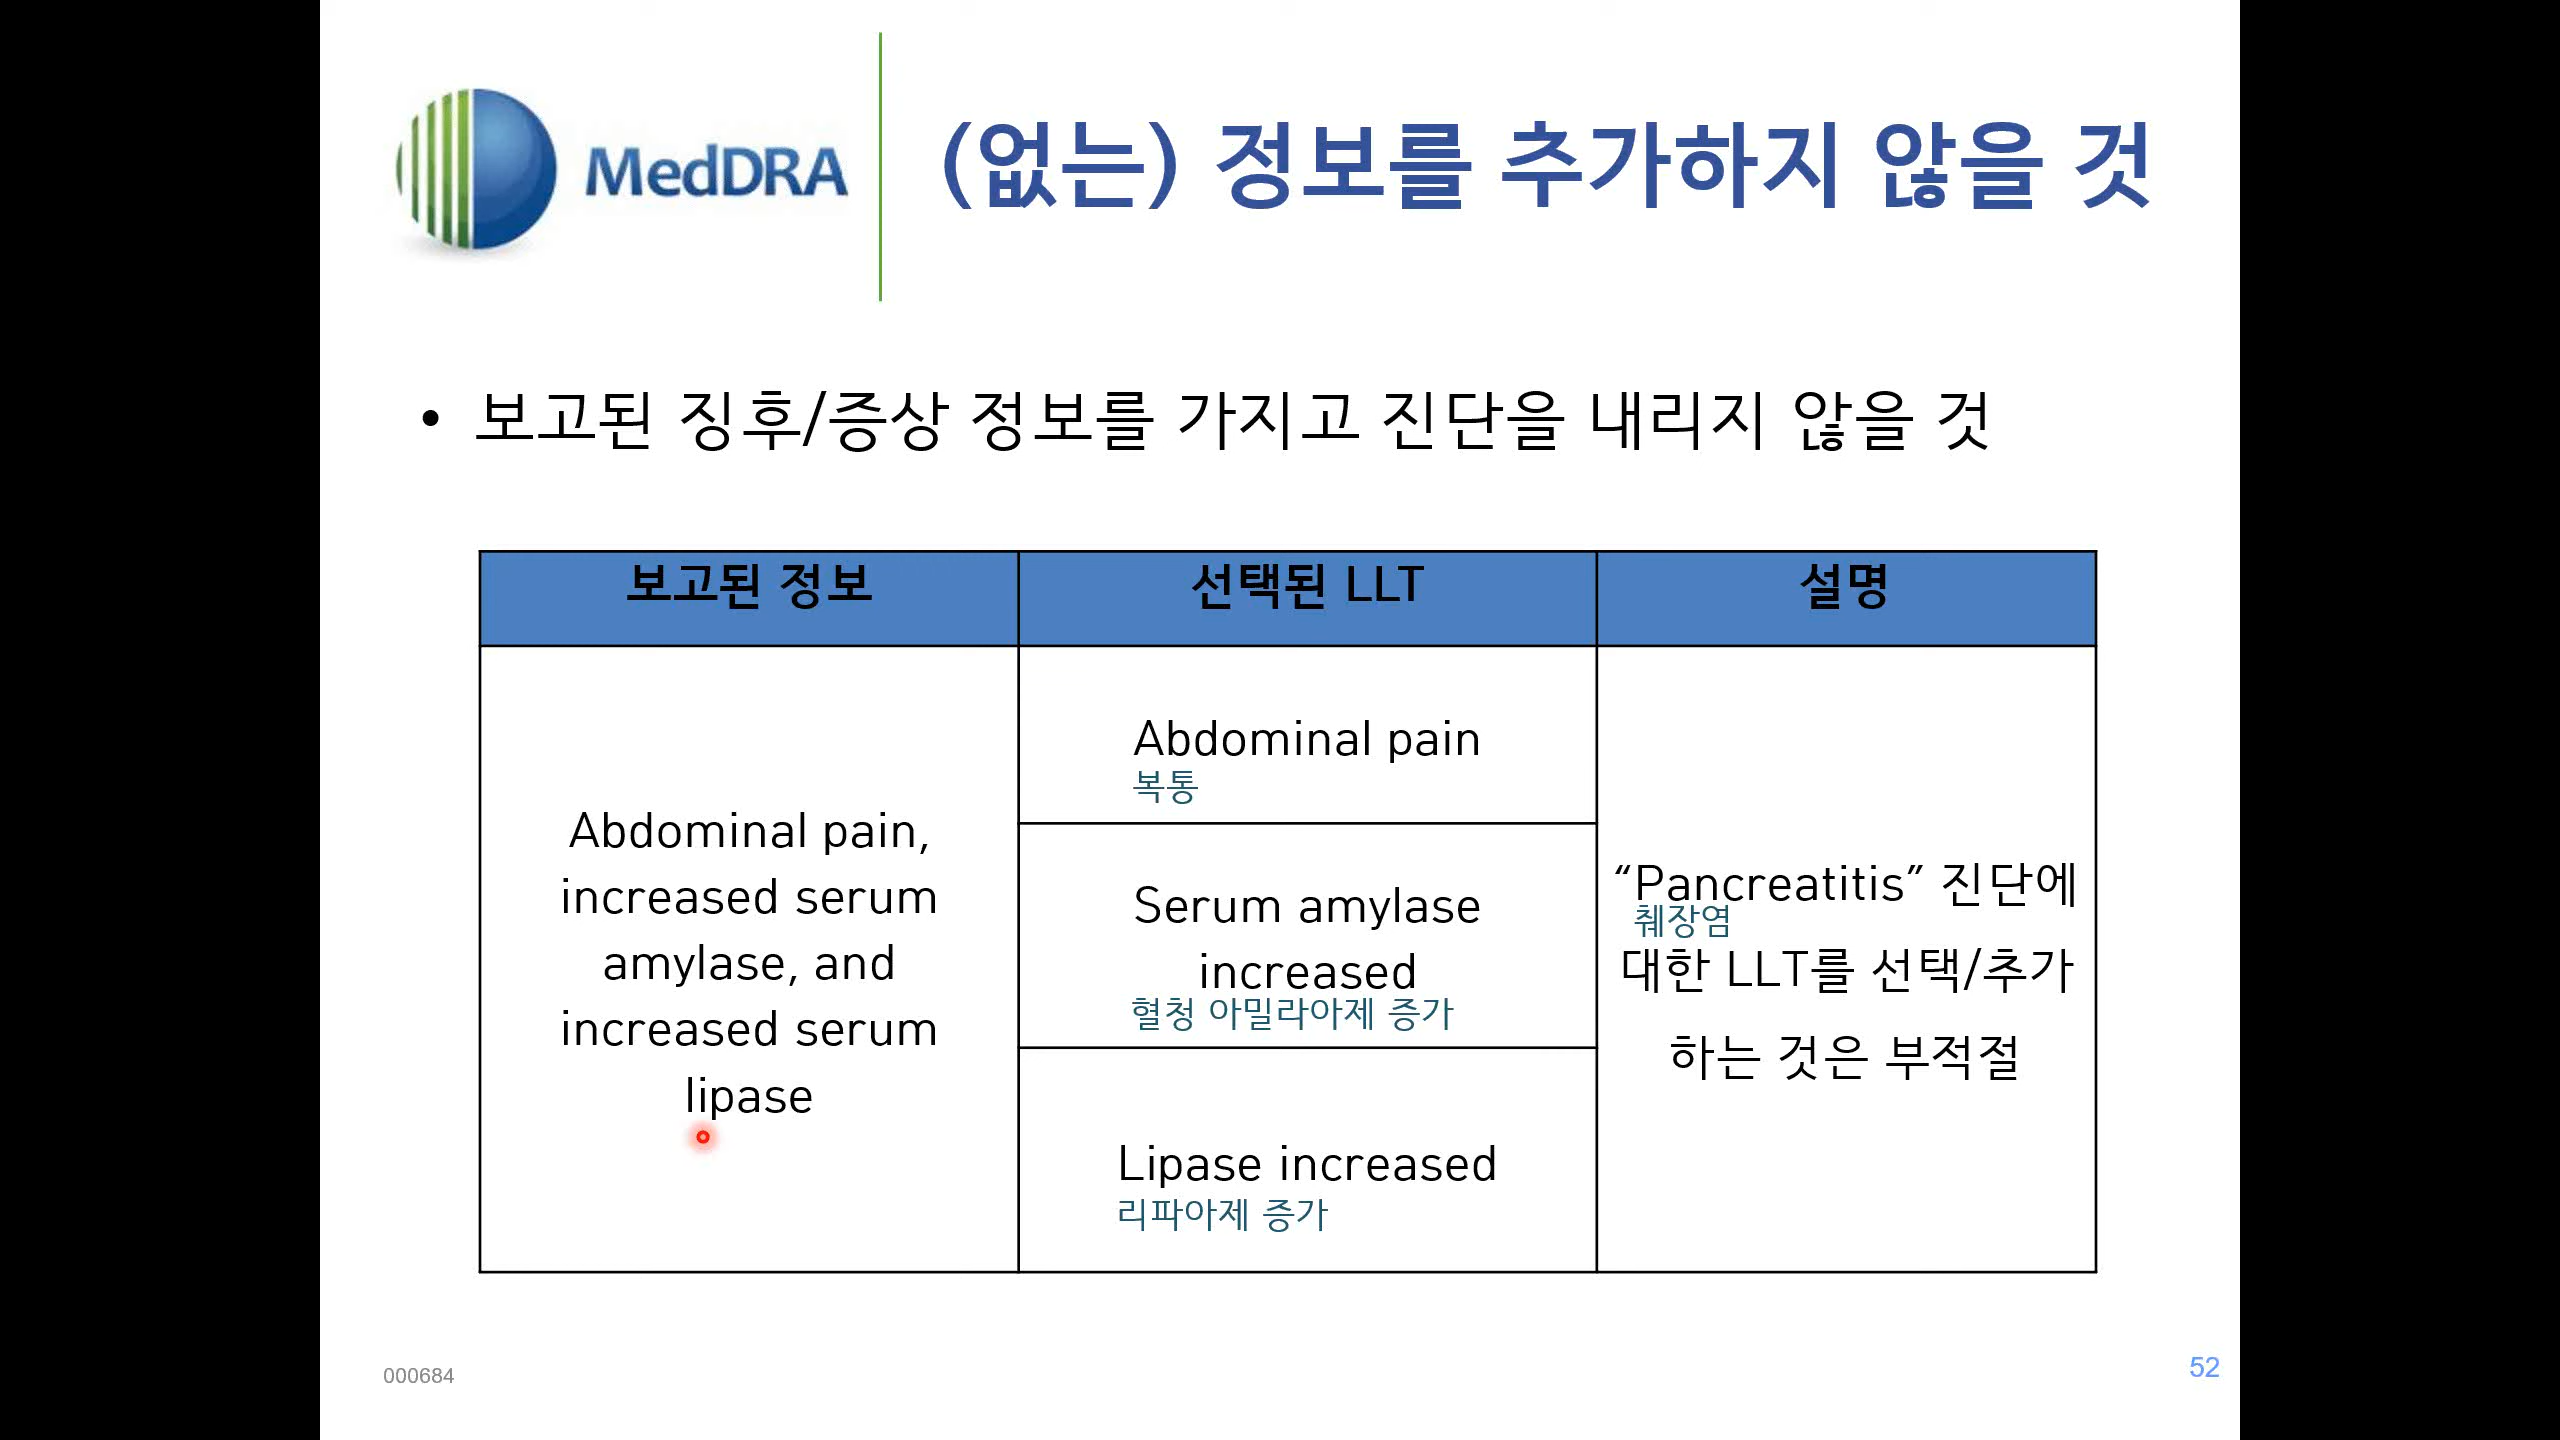 MedDRA
(없는) 정보를 추가하지 않을 것
• 보고된 징후/증상 정보를 가지고 진단을 내리지 않을 것
보고된 정보
선택된 LLT
설명
Abdominal pain,
increased serum
amylase, and
increased serum
lipase
Abdominal pain
복통
Serum amylase
increased
혈청 아밀라아제 증가
Lipase increased
리파아제 증가
“Pancreatitis” 진단에
췌장염
대한 LLT를 선택/추가
하는 것은 부적절
000684
52